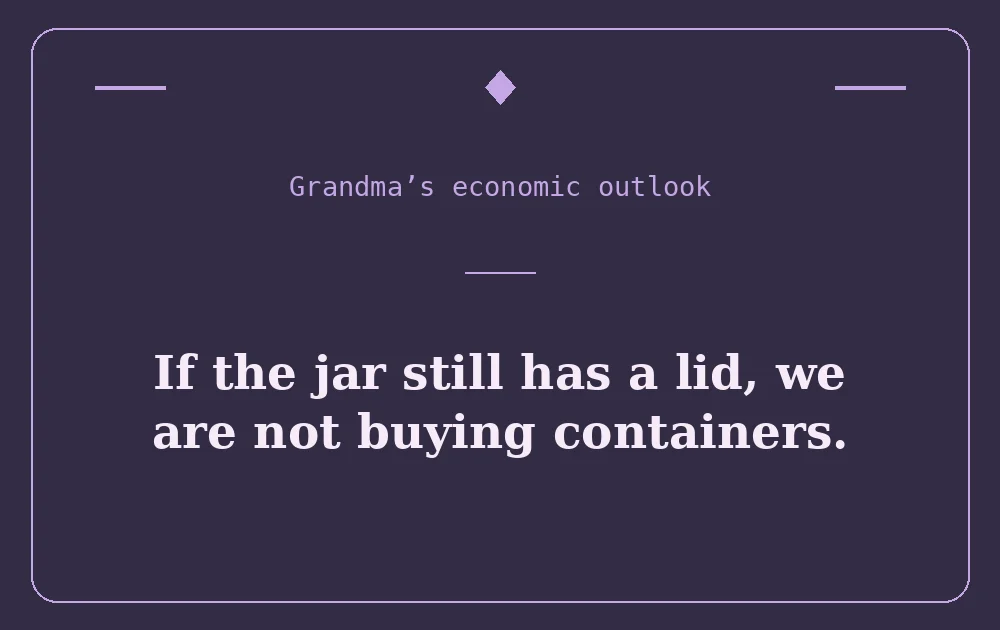 Grandma’s economic outlook
If the jar still has a lid, we
are not buying containers.